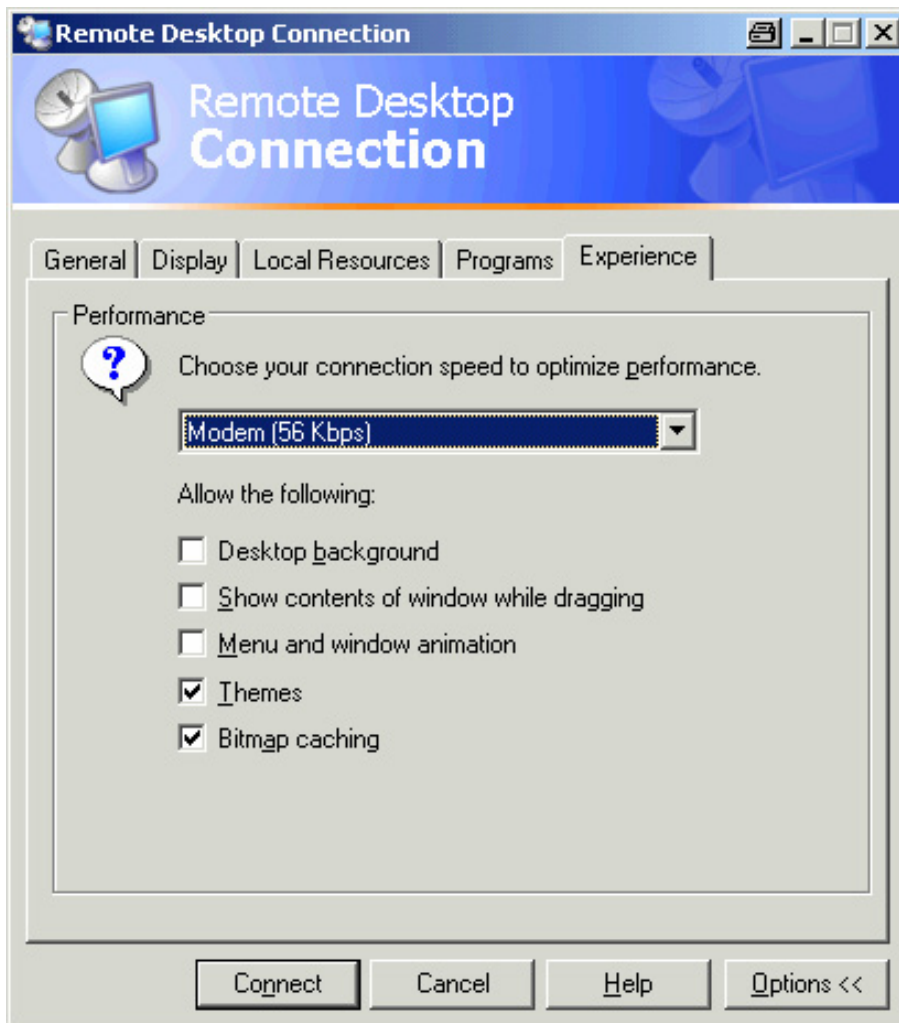 Remote Desktop Connection
Remote Desktop
Connection
General Display Local Resources Programs Experience
Performance
?
Choose your connection speed to optimize performance.
Modem (56 Kbps)
Allow the following:
Desktop background
Show contents of window while dragging
Menu and window animation
Themes
Bitmap caching
Connect Cancel Help Options <<